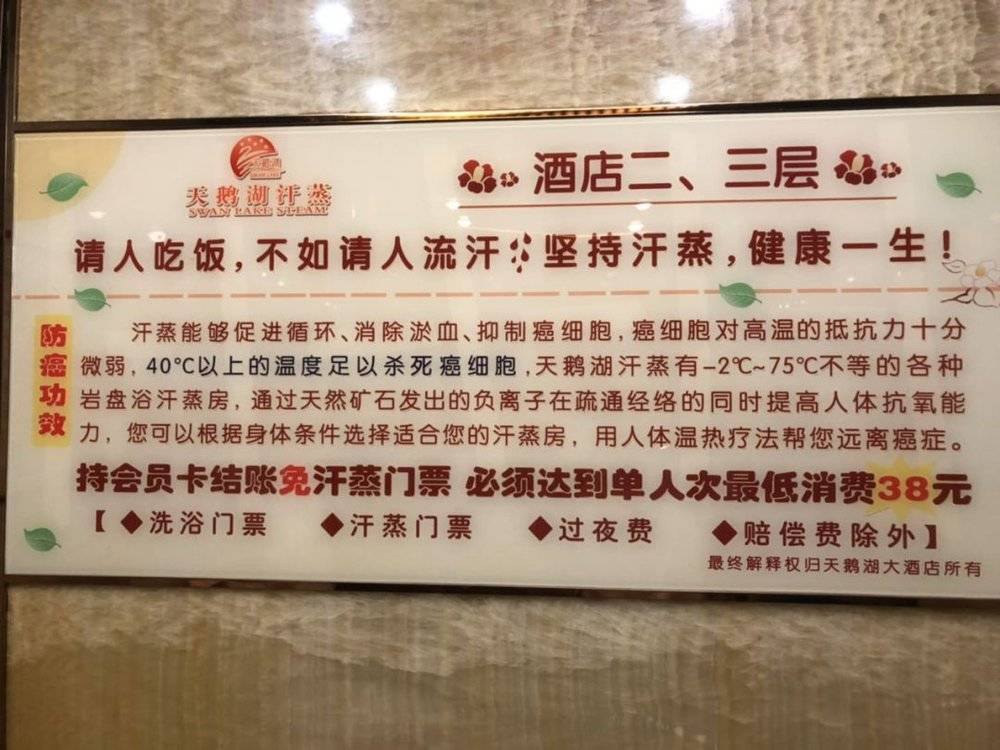 天鹅湖汗蒸
SWAN LAKE STEAM
酒店二、三层
请人吃饭,不如请人流汗 坚持汗蒸,健康一生!
防癌功效
汗蒸能够促进循环、消除淤血、抑制癌细胞,癌细胞对高温的抵抗力十分
微弱,40℃以上的温度足以杀死癌细胞,天鹅湖汗蒸有-2℃~75℃不等的各种
岩盘浴汗蒸房,通过天然矿石发出的负离子在疏通经络的同时提高人体抗氧能
力,您可以根据身体条件选择适合您的汗蒸房,用人体温热疗法帮您远离癌症。
持会员卡结账免汗蒸门票 必须达到单人次最低消费38元
【◆洗浴门票 ◆汗蒸门票 ◆过夜费 ◆赔偿费除外】
最终解释权归天鹅湖大酒店所有